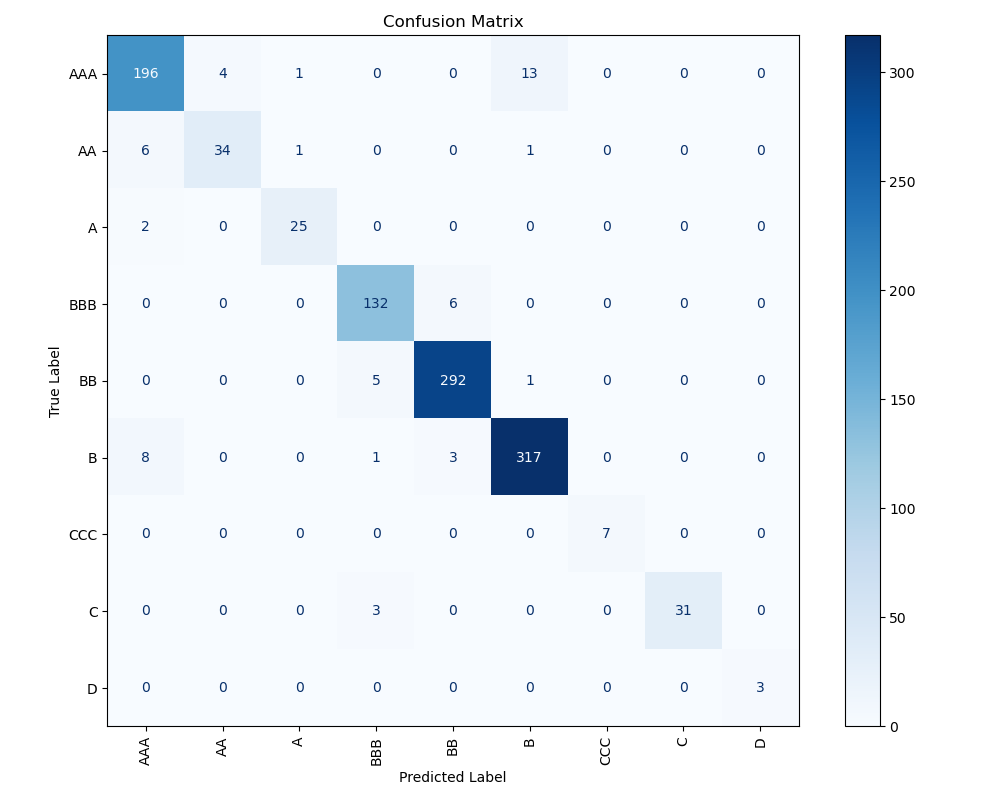 Confusion Matrix
AAA 196 4 1 0 0 13 0 0 0
AA 6 34 1 0 0 1 0 0 0
A 2 0 25 0 0 0 0 0 0
BBB 0 0 0 132 6 0 0 0 0
BB 0 0 0 5 292 1 0 0 0
B 8 0 0 1 3 317 0 0 0
CCC 0 0 0 0 0 0 7 0 0
C 0 0 0 3 0 0 0 31 0
D 0 0 0 0 0 0 0 0 3
AAA AA A BBB BB B CCC C D
Predicted Label
True Label
300
250
200
150
100
50
0